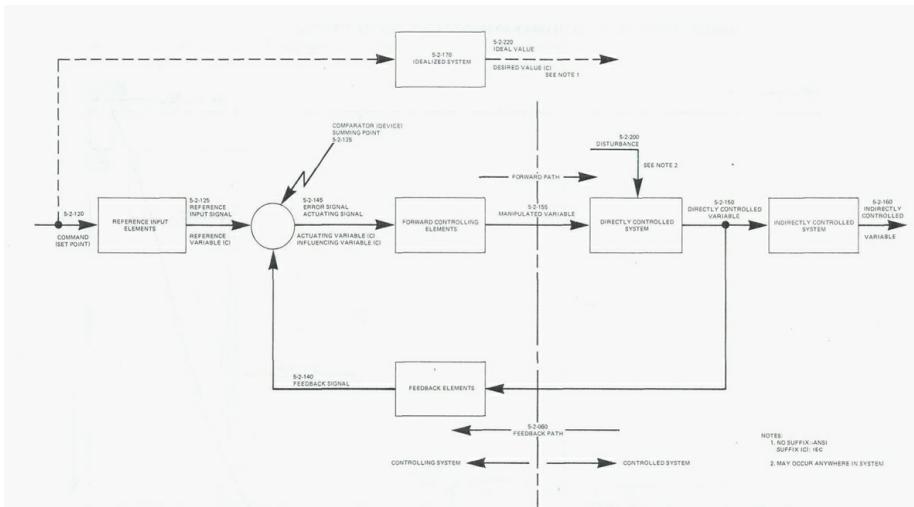 5-2-170
IDEALIZED SYSTEM
5-2-220
IDEAL VALUE
DESIRED VALUE (C)
SEE NOTE 1
COMPARATOR (DEVICE)
SUMMING POINT
5-2-135
5-2-200
DISTURBANCE
SEE NOTE 2
FORWARD PATH
5-2-120
COMMAND
(SET POINT)
REFERENCE INPUT
ELEMENTS
5-2-125
REFERENCE
INPUT SIGNAL
REFERENCE
VARIABLE (C)
5-2-145
ERROR SIGNAL
ACTUATING SIGNAL
ACTUATING VARIABLE (C)
INFLUENCING VARIABLE (C)
FORWARD CONTROLLING
ELEMENTS
5-2-155
MANIPULATED VARIABLE
DIRECTLY CONTROLLED
SYSTEM
5-2-150
DIRECTLY CONTROLLED
VARIABLE
INDIRECTLY CONTROLLED
SYSTEM
5-2-160
INDIRECTLY
CONTROLLED
VARIABLE
5-2-140
FEEDBACK SIGNAL
FEEDBACK ELEMENTS
5-2-060
FEEDBACK PATH
CONTROLLING SYSTEM
CONTROLLED SYSTEM
NOTES:
1. NO SUFFIX: ANSI
SUFFIX (C): IEC
2. MAY OCCUR ANYWHERE IN SYSTEM